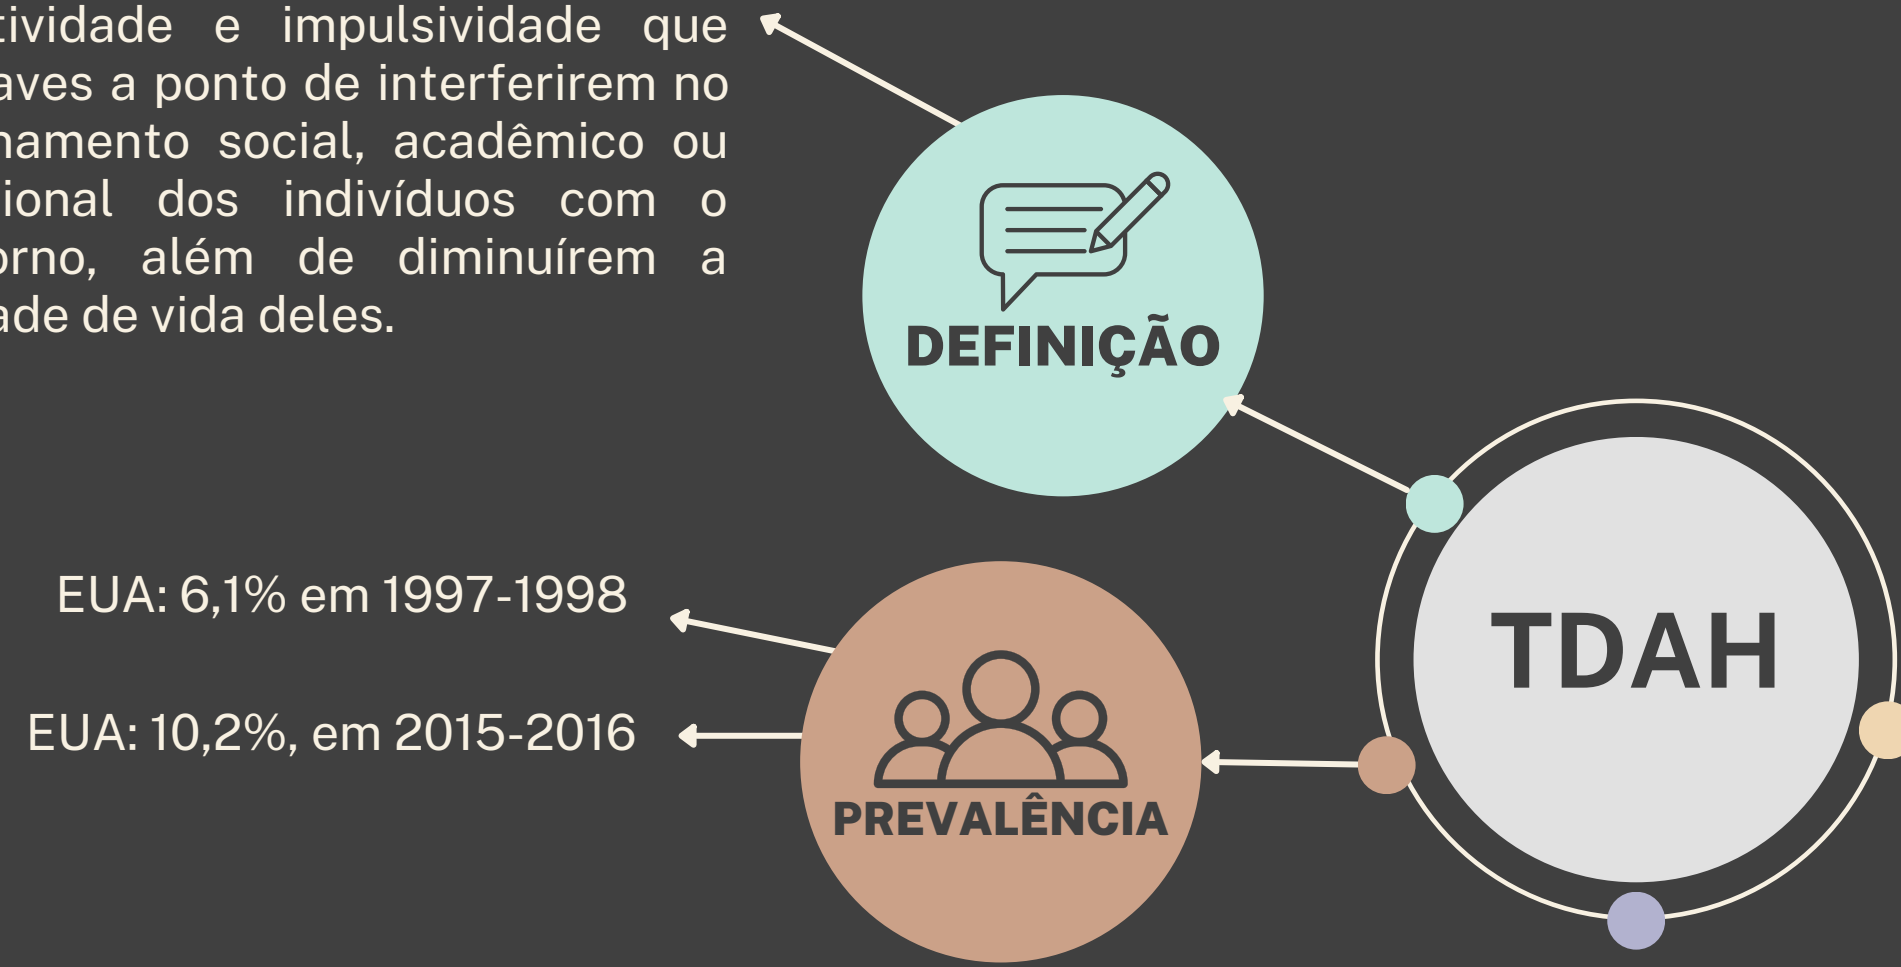 tividade e impulsividade que
aves a ponto de interferirem no
namento social, acadêmico ou
ional dos indivíduos com o
orno, além de diminuírem a
ade de vida deles.
DEFINIÇÃO
TDAH
EUA: 6,1% em 1997-1998
EUA: 10,2%, em 2015-2016
PREVALÊNCIA